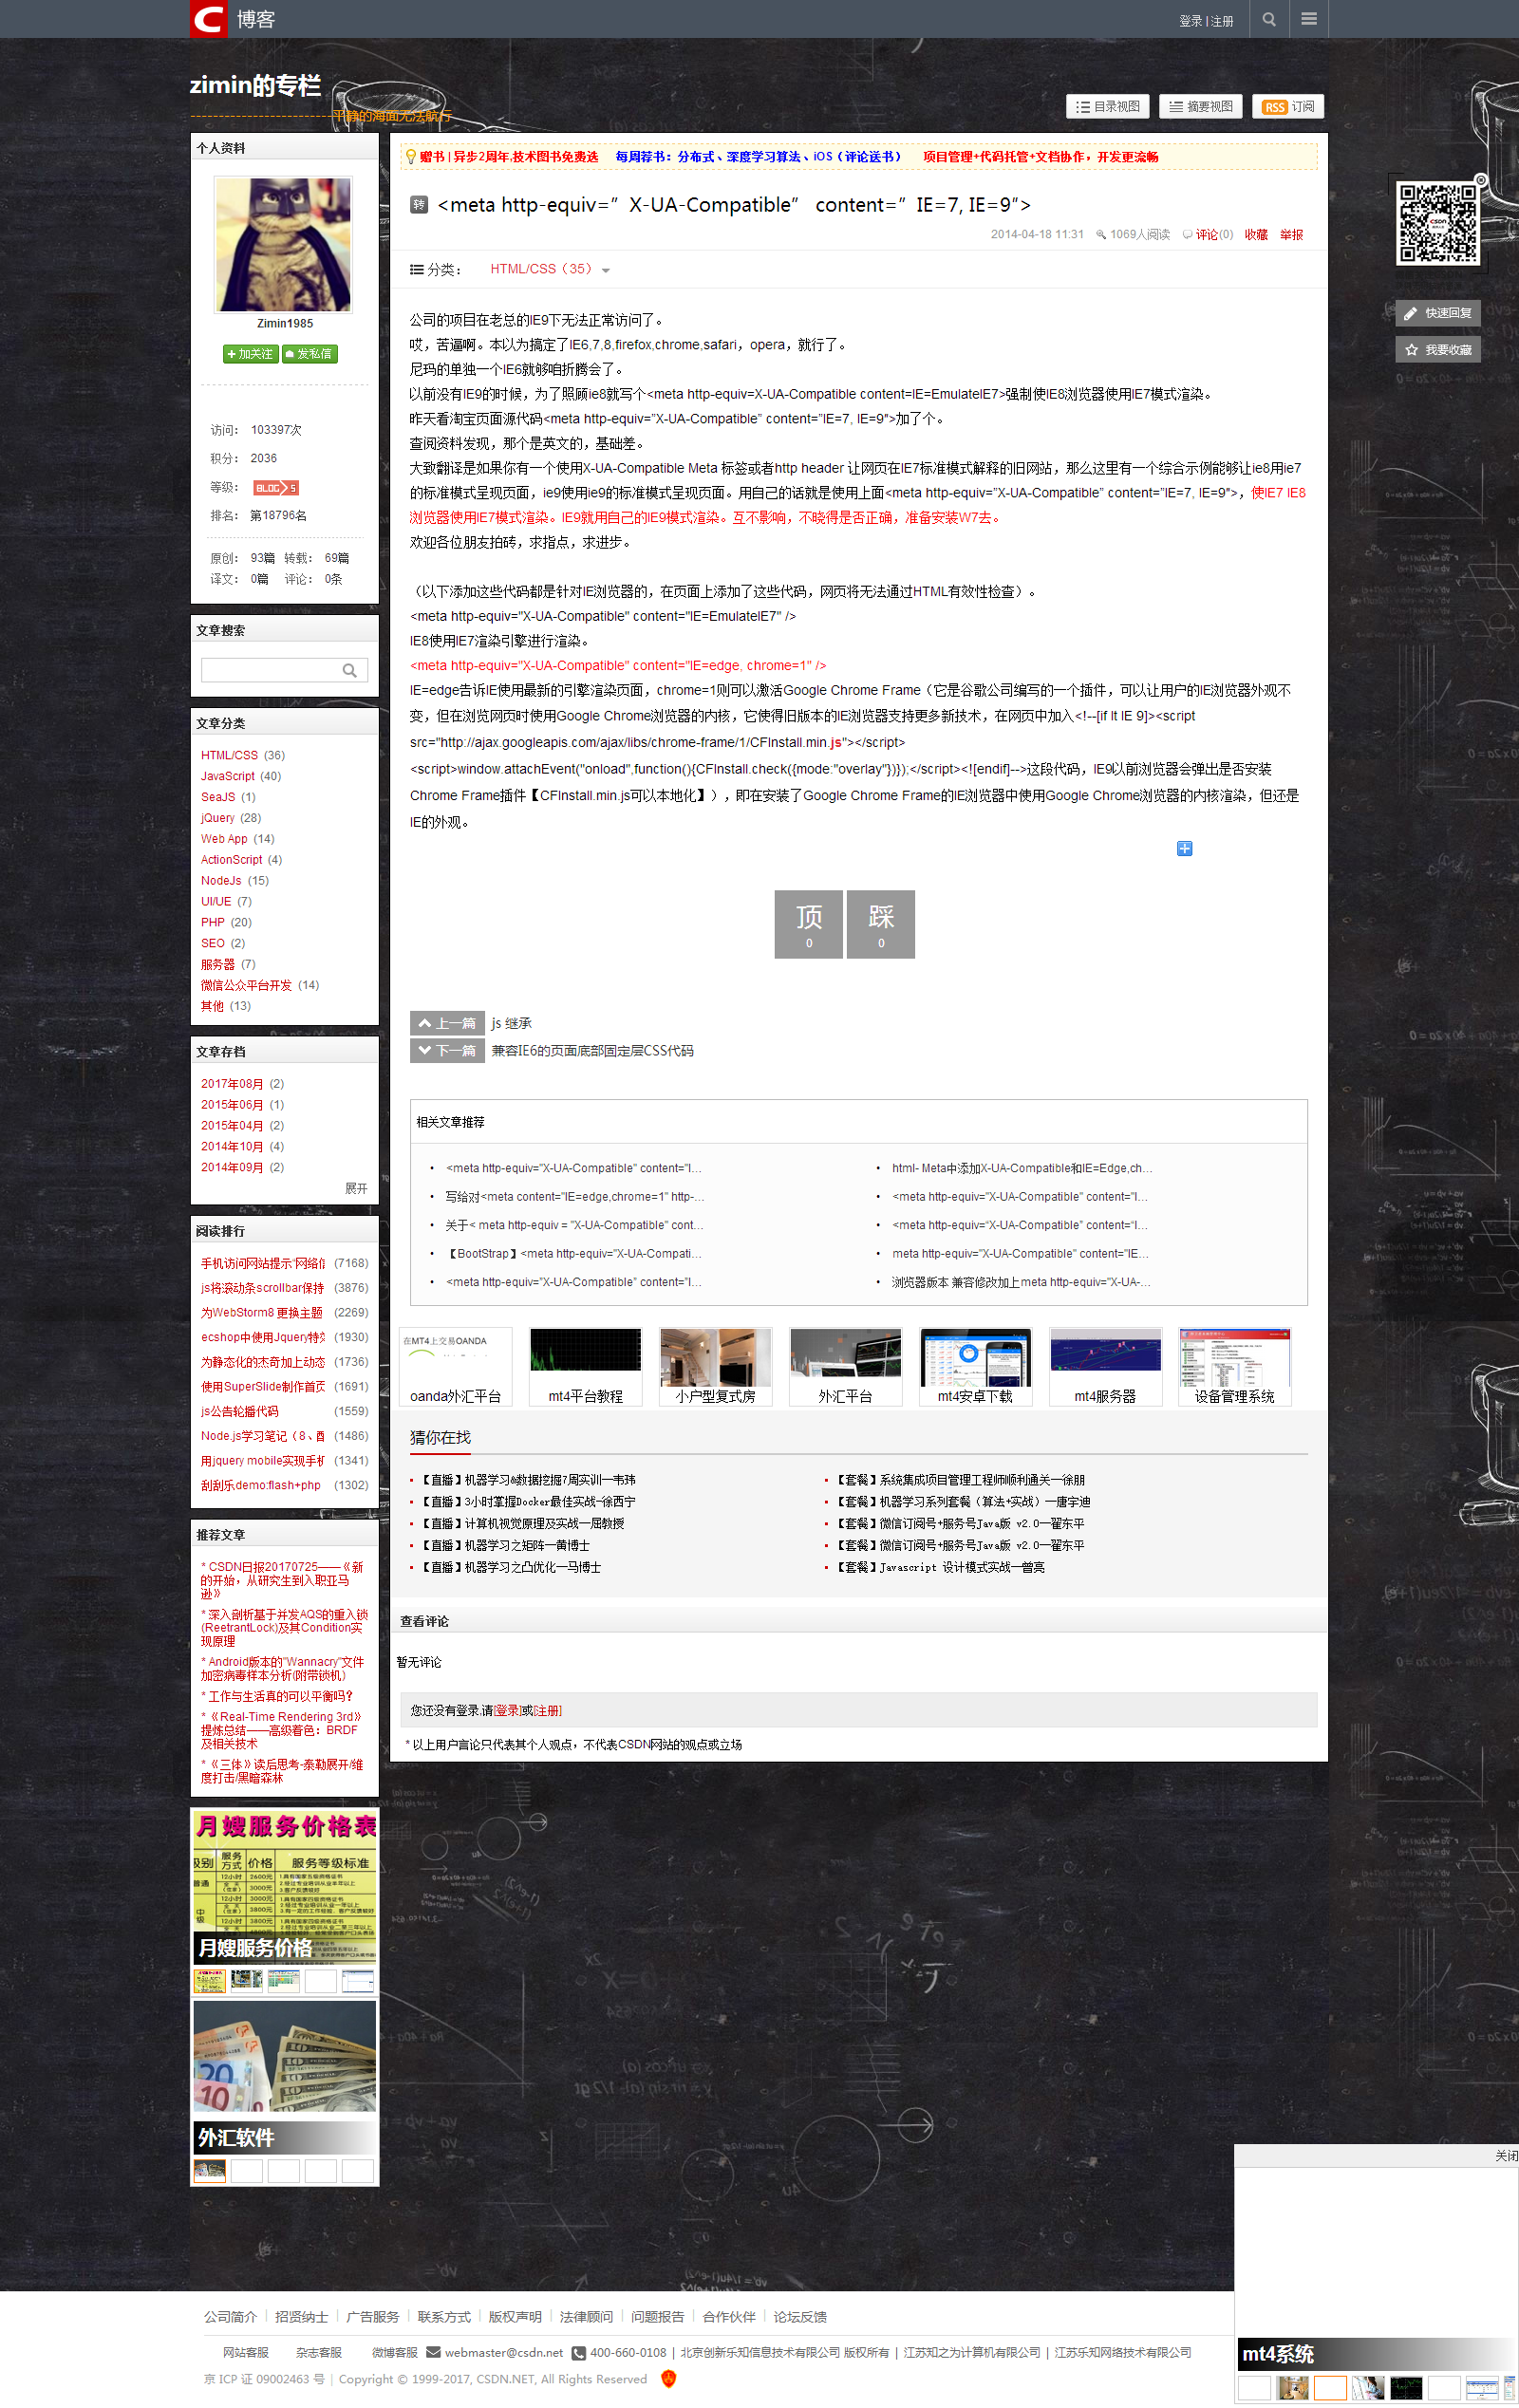 博客
登录 | 注册
zimin的专栏
-------------------------平静的海面无法航行
目录视图
摘要视图
RSS 订阅
个人资料
Zimin1985
加关注 发私信
访问: 103397次
积分: 2036
等级: BLOG 5
排名: 第18796名
原创: 93篇 转载: 69篇
译文: 0篇 评论: 0条
文章搜索
文章分类
HTML/CSS (36)
JavaScript (40)
SeaJS (1)
jQuery (28)
Web App (14)
ActionScript (4)
NodeJs (15)
UI/UE (7)
PHP (20)
SEO (2)
服务器 (7)
微信公众平台开发 (14)
其他 (13)
文章存档
2017年08月 (2)
2015年06月 (1)
2015年04月 (2)
2014年10月 (4)
2014年09月 (2)
展开
阅读排行
手机访问网站提示"网络信 (7168)
js将滚动条scrollbar保持 (3876)
为WebStorm8 更换主题 (2269)
ecshop中使用Jquery特 (1930)
为静态化的杰奇加上动态 (1736)
使用SuperSlide制作首页 (1691)
js公告轮播代码 (1559)
Node.js学习笔记(8、 (1486)
用jquery mobile实现手机 (1341)
刮刮乐demo:flash+php (1302)
推荐文章
* CSDN日报20170725——《新
的开始，从研究生到入职亚马
逊》
* 深入剖析基于并发AQS的重入锁
(ReetrantLock)及其Condition实
现原理
* Android版本的"Wannacry"文件
加密病毒样本分析(附带锁机)
* 工作与生活真的可以平衡吗?
* 《Real-Time Rendering 3rd》
提炼总结——高级着色：BRDF
及相关技术
* 《三体》读后思考-泰勒展开/维
度打击/黑暗森林
月嫂服务价格表
级别 服务方式 价格 服务等级标准
月嫂服务价格
外汇软件
赠书 | 异步2周年,技术图书免费选 每周荐书：分布式、深度学习算法、iOS（评论送书） 项目管理+代码托管+文档协作，开发更流畅
转 <meta http-equiv=” X-UA-Compatible” content=” IE=7, IE=9″>
2014-04-18 11:31 1069人阅读 评论(0) 收藏 举报
分类： HTML/CSS（35）
公司的项目在老总的IE9下无法正常访问了。
哎，苦逼啊。本以为搞定了IE6,7,8,firefox,chrome,safari，opera，就行了。
尼玛的单独一个IE6就够咱折腾会了。
以前没有IE9的时候，为了照顾ie8就写个<meta http-equiv=X-UA-Compatible content=IE=EmulateIE7>强制使IE8浏览器使用IE7模式渲染。
昨天看淘宝页面源代码<meta http-equiv="X-UA-Compatible" content="IE=7, IE=9">加了个。
查阅资料发现，那个是英文的，基础差。
大致翻译是如果你有一个使用X-UA-Compatible Meta 标签或者http header 让网页在IE7标准模式解释的旧网站，那么这里有一个综合示例能够让ie8用ie7
的标准模式呈现页面，ie9使用ie9的标准模式呈现页面。用自己的话就是使用上面<meta http-equiv="X-UA-Compatible" content="IE=7, IE=9">，使IE7 IE8
浏览器使用IE7模式渲染。IE9就用自己的IE9模式渲染。互不影响，不晓得是否正确，准备安装W7去。
欢迎各位朋友拍砖，求指点，求进步。
（以下添加这些代码都是针对IE浏览器的，在页面上添加了这些代码，网页将无法通过HTML有效性检查）。
<meta http-equiv="X-UA-Compatible" content="IE=EmulateIE7" />
IE8使用IE7渲染引擎进行渲染。
<meta http-equiv="X-UA-Compatible" content="IE=edge, chrome=1" />
IE=edge告诉IE使用最新的引擎渲染页面，chrome=1则可以激活Google Chrome Frame（它是谷歌公司编写的一个插件，可以让用户的IE浏览器外观不
变，但在浏览网页时使用Google Chrome浏览器的内核，它使得旧版本的IE浏览器支持更多新技术，在网页中加入<!--[if lt IE 9]><script
src="http://ajax.googleapis.com/ajax/libs/chrome-frame/1/CFInstall.min.js"></script>
<script>window.attachEvent("onload",function(){CFInstall.check({mode:"overlay"})});</script><![endif]-->这段代码，IE9以前浏览器会弹出是否安装
Chrome Frame插件【CFInstall.min.js可以本地化】），即在安装了Google Chrome Frame的IE浏览器中使用Google Chrome浏览器的内核渲染，但还是
IE的外观。
顶 踩
0 0
上一篇 js 继承
下一篇 兼容IE6的页面底部固定层CSS代码
相关文章推荐
• <meta http-equiv="X-UA-Compatible" content="I... • html- Meta中添加X-UA-Compatible和IE=Edge,ch...
• 写给对<meta content="IE=edge,chrome=1" http-... • <meta http-equiv="X-UA-Compatible" content="I...
• 关于< meta http-equiv = "X-UA-Compatible" cont... • <meta http-equiv="X-UA-Compatible" content="I...
• 【BootStrap】<meta http-equiv="X-UA-Compati... • meta http-equiv="X-UA-Compatible" content="IE...
• <meta http-equiv="X-UA-Compatible" content="I... • 浏览器版本 兼容修改加上meta http-equiv="X-UA-...
在MT4上交易OANDA
oanda外汇平台 mt4平台教程 小户型复式房 外汇平台 mt4安卓下载 mt4服务器 设备管理系统
猜你在找
【直播】机器学习&数据挖掘7周实训--韦玮 【套餐】系统集成项目管理工程师顺利通关--徐朋
【直播】3小时掌握Docker最佳实战-徐西宁 【套餐】机器学习系列套餐（算法+实战）--唐宇迪
【直播】计算机视觉原理及实战--屈教授 【套餐】微信订阅号+服务号Java版 v2.0--翟东平
【直播】机器学习之矩阵--黄博士 【套餐】微信订阅号+服务号Java版 v2.0--翟东平
【直播】机器学习之凸优化--马博士 【套餐】Javascript 设计模式实战--曾亮
查看评论
暂无评论
您还没有登录,请[登录]或[注册]
* 以上用户言论只代表其个人观点，不代表CSDN网站的观点或立场
快速回复
我要收藏
关闭
mt4系统
公司简介 | 招贤纳士 | 广告服务 | 联系方式 | 版权声明 | 法律顾问 | 问题报告 | 合作伙伴 | 论坛反馈
网站客服 杂志客服 微博客服 webmaster@csdn.net 400-660-0108 | 北京创新乐知信息技术有限公司 版权所有 | 江苏知之为计算机有限公司 | 江苏乐知网络技术有限公司
京 ICP 证 09002463 号 | Copyright © 1999-2017, CSDN.NET, All Rights Reserved